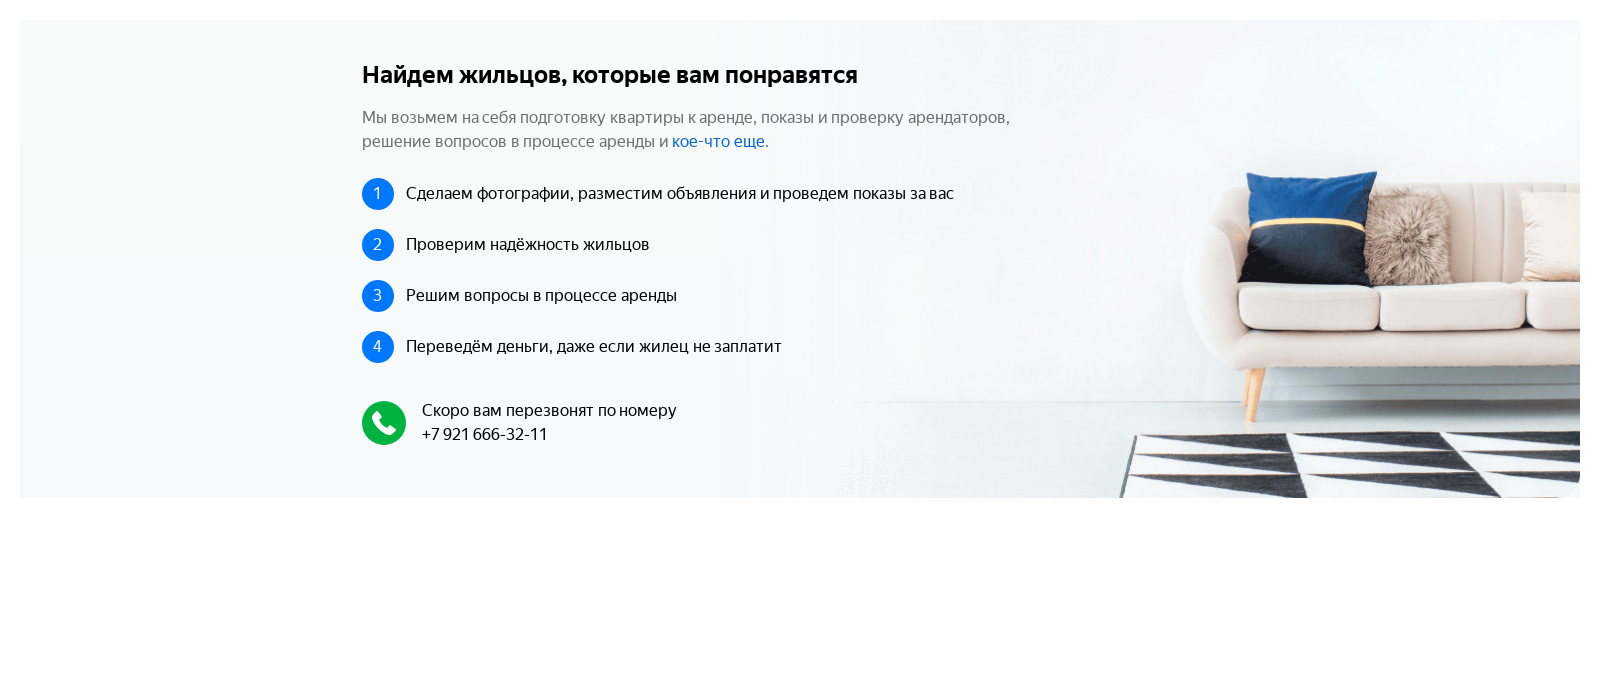 Найдем жильцов, которые вам понравятся
Мы возьмем на себя подготовку квартиры к аренде, показы и проверку арендаторов,
решение вопросов в процессе аренды и кое-что еще.
1 Сделаем фотографии, разместим объявления и проведем показы за вас
2 Проверим надёжность жильцов
3 Решим вопросы в процессе аренды
4 Переведём деньги, даже если жилец не заплатит
Скоро вам перезвонят по номеру
+7 921 666-32-11